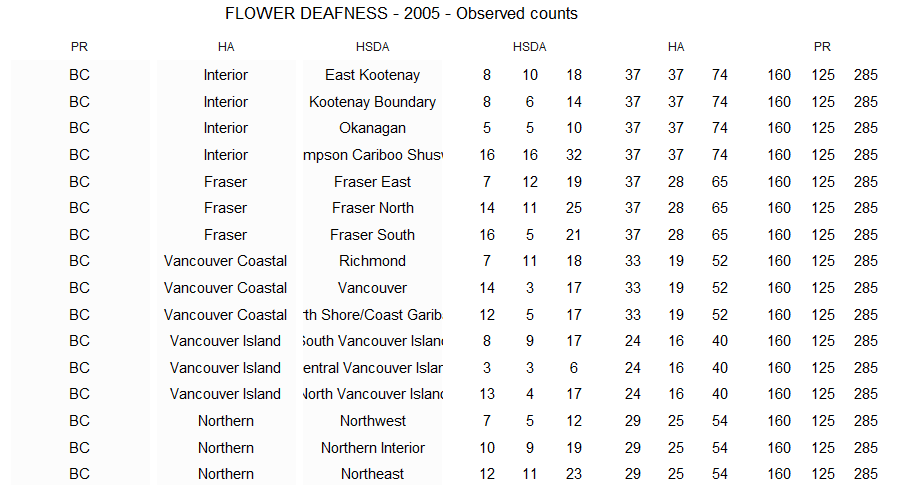 FLOWER DEAFNESS - 2005 - Observed counts
PR HA HSDA HSDA HA PR
BC Interior East Kootenay 8 10 18 37 37 74 160 125 285
BC Interior Kootenay Boundary 8 6 14 37 37 74 160 125 285
BC Interior Okanagan 5 5 10 37 37 74 160 125 285
BC Interior mpson Cariboo Shusw 16 16 32 37 37 74 160 125 285
BC Fraser Fraser East 7 12 19 37 28 65 160 125 285
BC Fraser Fraser North 14 11 25 37 28 65 160 125 285
BC Fraser Fraser South 16 5 21 37 28 65 160 125 285
BC Vancouver Coastal Richmond 7 11 18 33 19 52 160 125 285
BC Vancouver Coastal Vancouver 14 3 17 33 19 52 160 125 285
BC Vancouver Coastal rth Shore/Coast Garib 12 5 17 33 19 52 160 125 285
BC Vancouver Island South Vancouver Island 8 9 17 24 16 40 160 125 285
BC Vancouver Island entral Vancouver Islan 3 3 6 24 16 40 160 125 285
BC Vancouver Island North Vancouver Island 13 4 17 24 16 40 160 125 285
BC Northern Northwest 7 5 12 29 25 54 160 125 285
BC Northern Northern Interior 10 9 19 29 25 54 160 125 285
BC Northern Northeast 12 11 23 29 25 54 160 125 285